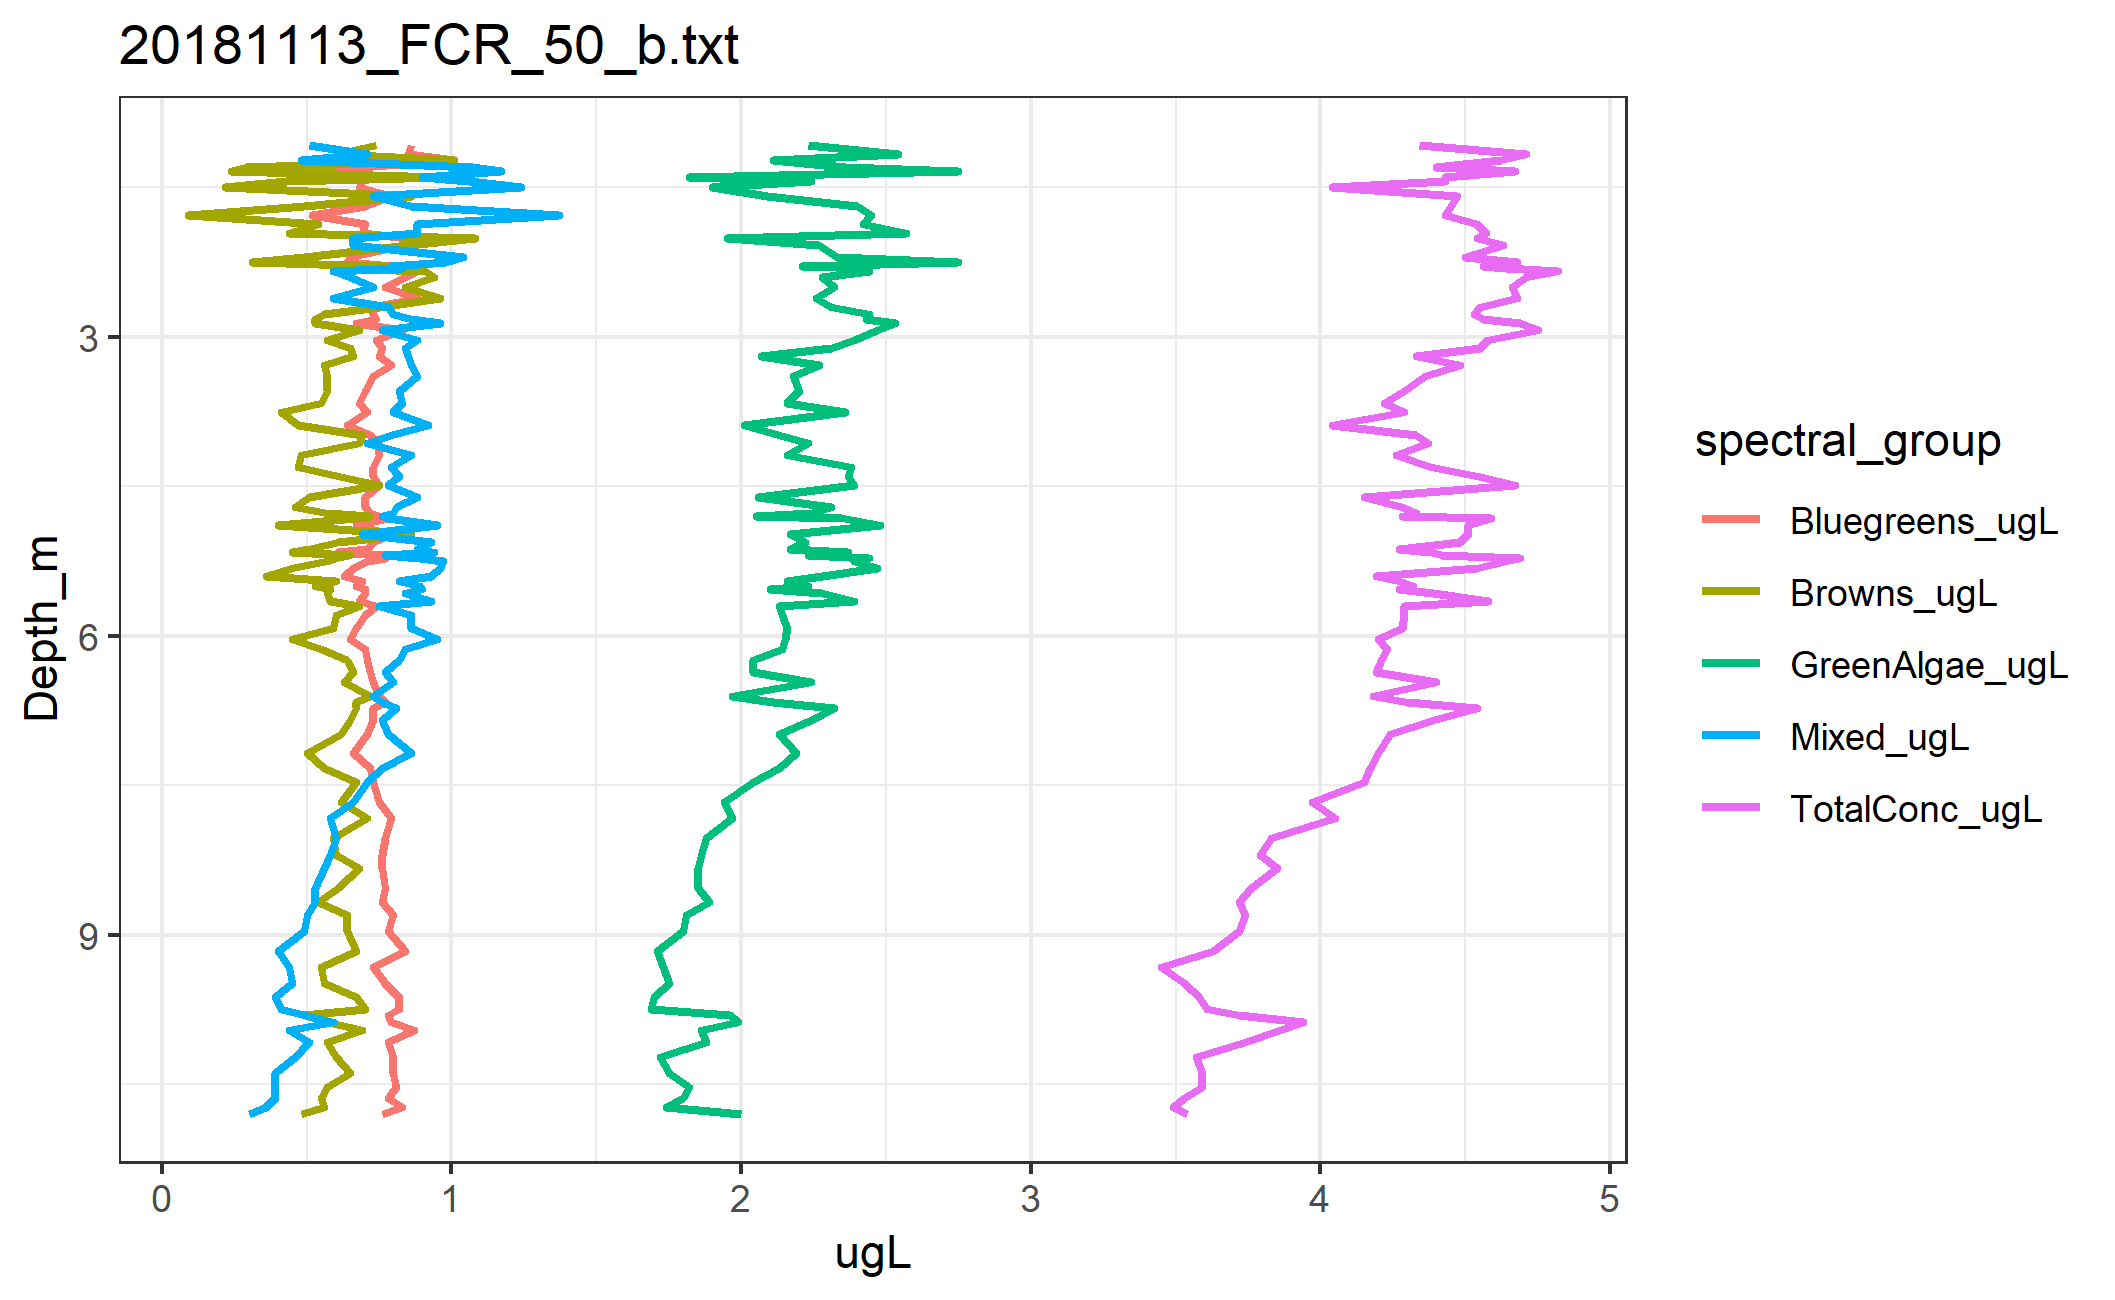 20181113_FCR_50_b.txt
Depth_m
3
6
9
0 1 2 3 4 5
ugL
spectral_group
Bluegreens_ugL
Browns_ugL
GreenAlgae_ugL
Mixed_ugL
TotalConc_ugL